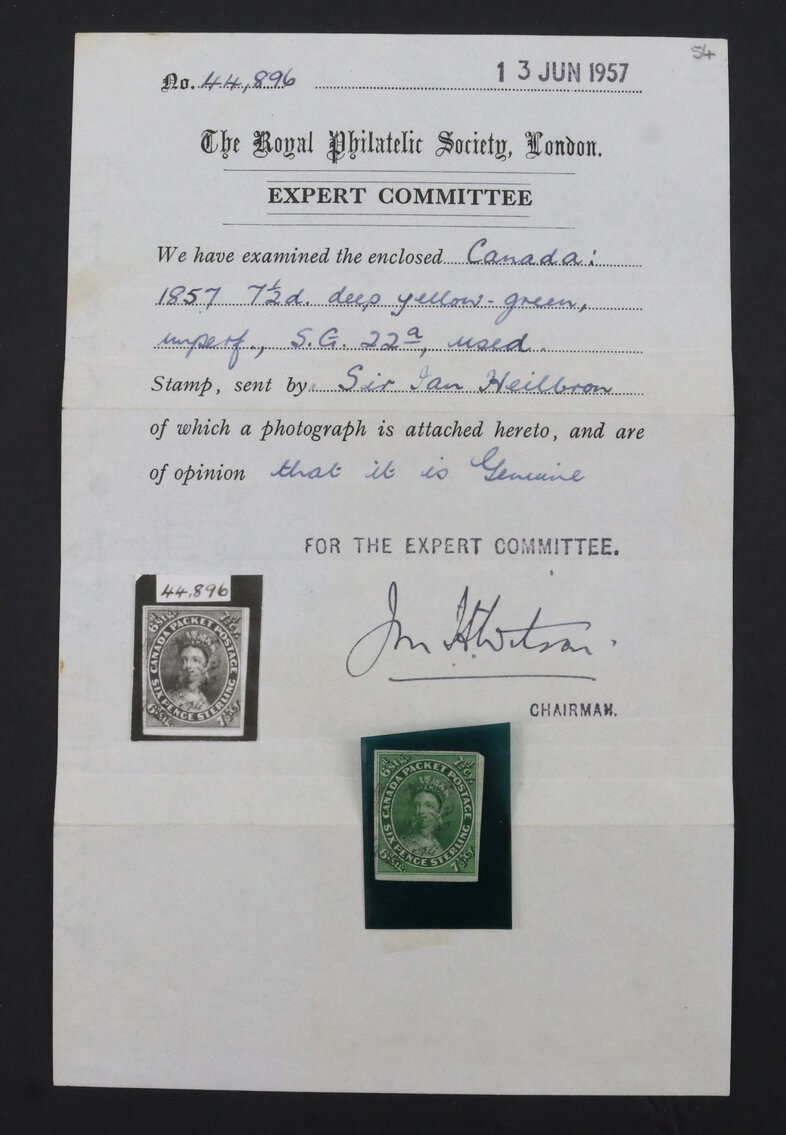 54
No. 44,896 13 JUN 1957
The Royal Philatelic Society, London.
EXPERT COMMITTEE
We have examined the enclosed Canada:
1857 7½d. deep yellow-green,
imperf., S.G. 22a, used
Stamp, sent by Sir Ian Heilbron
of which a photograph is attached hereto, and are
of opinion that it is Genuine
FOR THE EXPERT COMMITTEE.
Jn H Wilson.
CHAIRMAN.
44,896
CANADA PACKET POSTAGE
SIX PENCE STERLING
CANADA PACKET POSTAGE
SIX PENCE STERLING